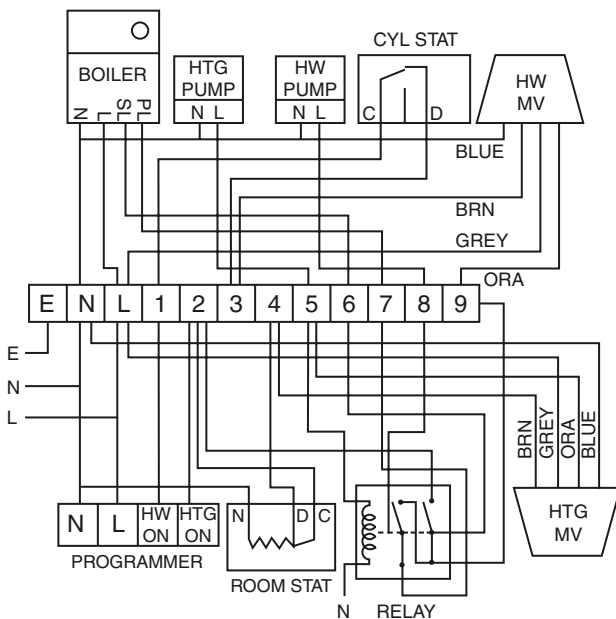 BOILER
N L SL PL
HTG
PUMP
N L
HW
PUMP
N L
CYL STAT
C D
HW
MV
BLUE
BRN
GREY
ORA
E N L 1 2 3 4 5 6 7 8 9
E
N
L
BRN
GREY
ORA
BLUE
N L HW ON HTG ON
PROGRAMMER
N D C
ROOM STAT
N
RELAY
HTG
MV